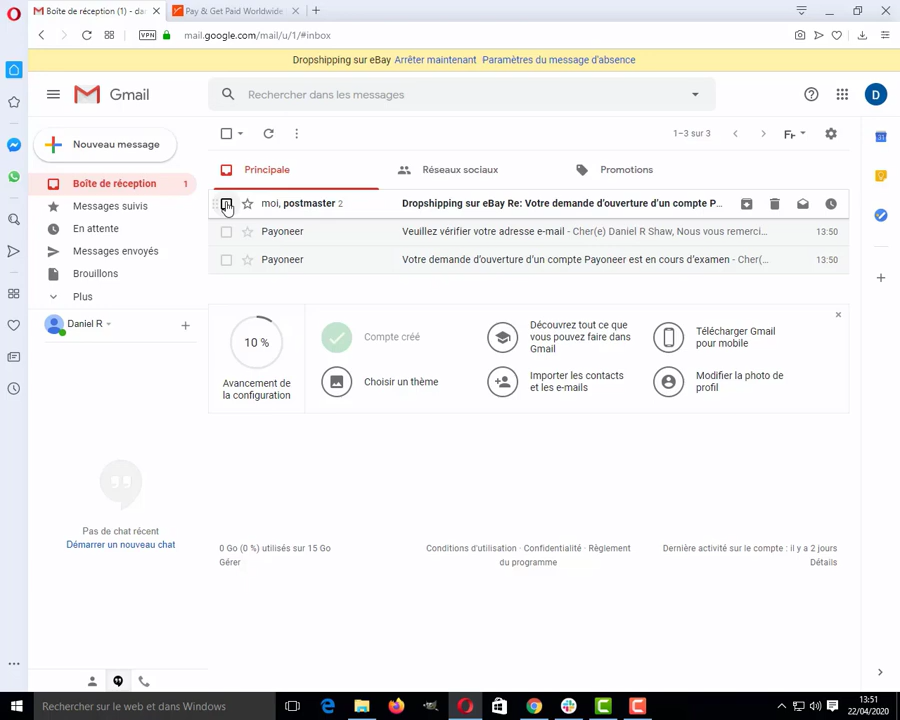 Boîte de réception (1) - da
Pay & Get Paid Worldwide
VPN
mail.google.com/mail/u/1/#inbox
Dropshipping sur eBay Arrêter maintenant Paramètres du message d'absence
Gmail
Rechercher dans les messages
D
Nouveau message
1–3 sur 3
Boîte de réception 1
Messages suivis
En attente
Messages envoyés
Brouillons
Plus
Daniel R
Principale
Réseaux sociaux
Promotions
moi, postmaster 2 Dropshipping sur eBay Re: Votre demande d'ouverture d'un compte P…
Payoneer Veuillez vérifier votre adresse e-mail - Cher(e) Daniel R Shaw, Nous vous remerci… 13:50
Payoneer Votre demande d'ouverture d'un compte Payoneer est en cours d'examen - Cher(… 13:50
10 %
Avancement de
la configuration
Compte créé
Choisir un thème
Découvrez tout ce que
vous pouvez faire dans
Gmail
Importer les contacts
et les e-mails
Télécharger Gmail
pour mobile
Modifier la photo de
profil
Pas de chat récent
Démarrer un nouveau chat
0 Go (0 %) utilisés sur 15 Go
Gérer
Conditions d'utilisation · Confidentialité · Règlement
du programme
Dernière activité sur le compte : il y a 2 jours
Détails
Rechercher sur le web et dans Windows
13:51
22/04/2020